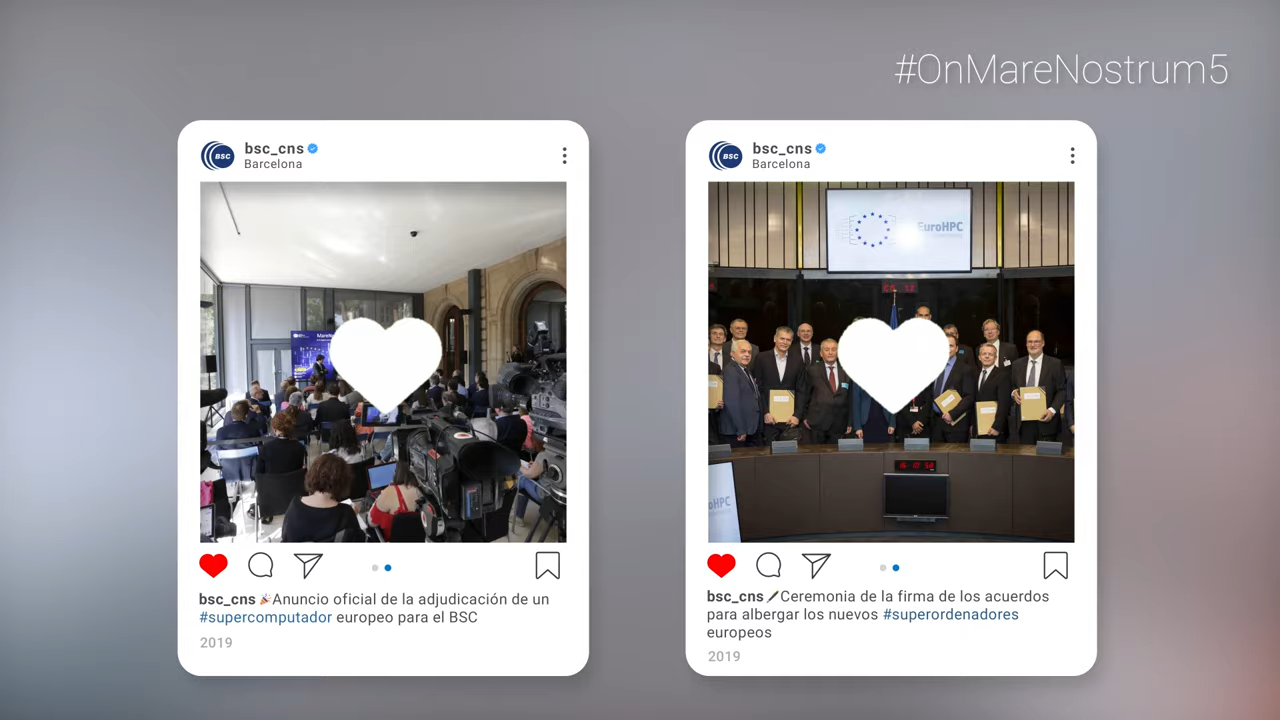 #OnMareNostrum5
BSC
bsc_cns
Barcelona
MareNo
bsc_cns Anuncio oficial de la adjudicación de un
#supercomputador europeo para el BSC
2019
BSC
bsc_cns
Barcelona
EuroHPC
bsc_cns Ceremonia de la firma de los acuerdos
para albergar los nuevos #superordenadores
europeos
2019